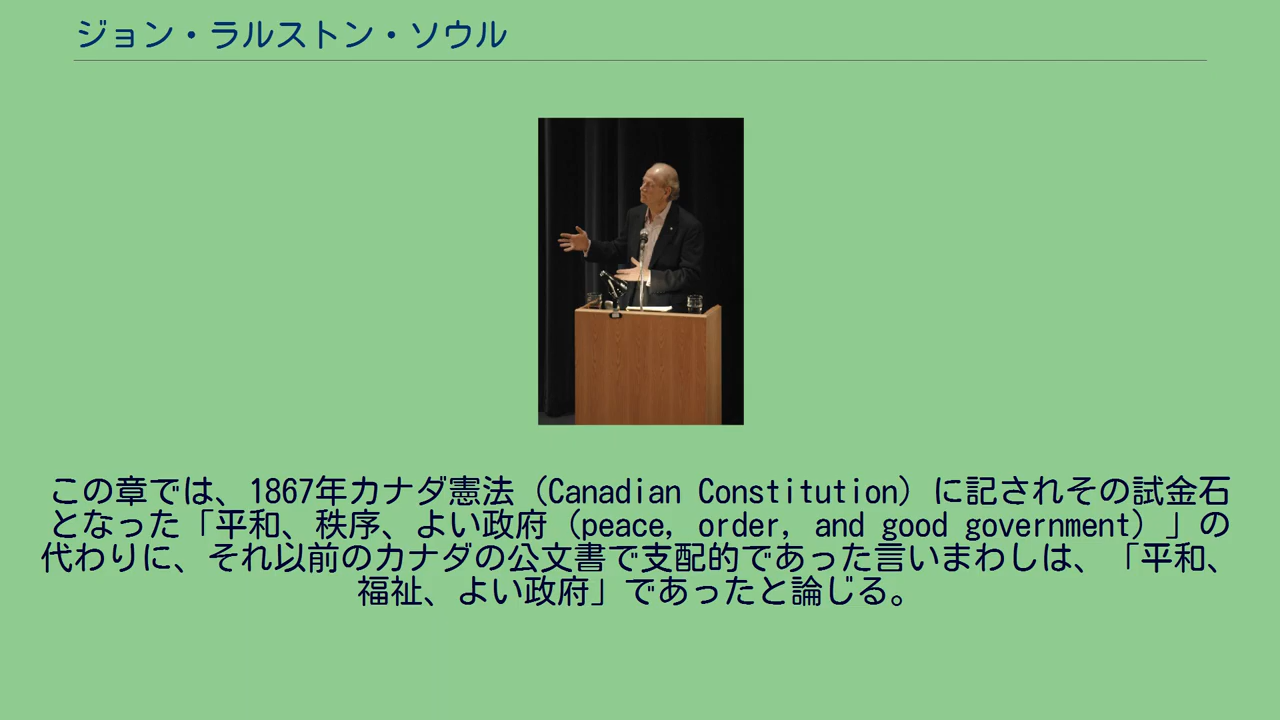 ジョン・ラルストン・ソウル
この章では、1867年カナダ憲法（Canadian Constitution）に記されその試金石
となった「平和、秩序、よい政府（peace, order, and good government）」の
代わりに、それ以前のカナダの公文書で支配的であった言いまわしは、「平和、
福祉、よい政府」であったと論じる。